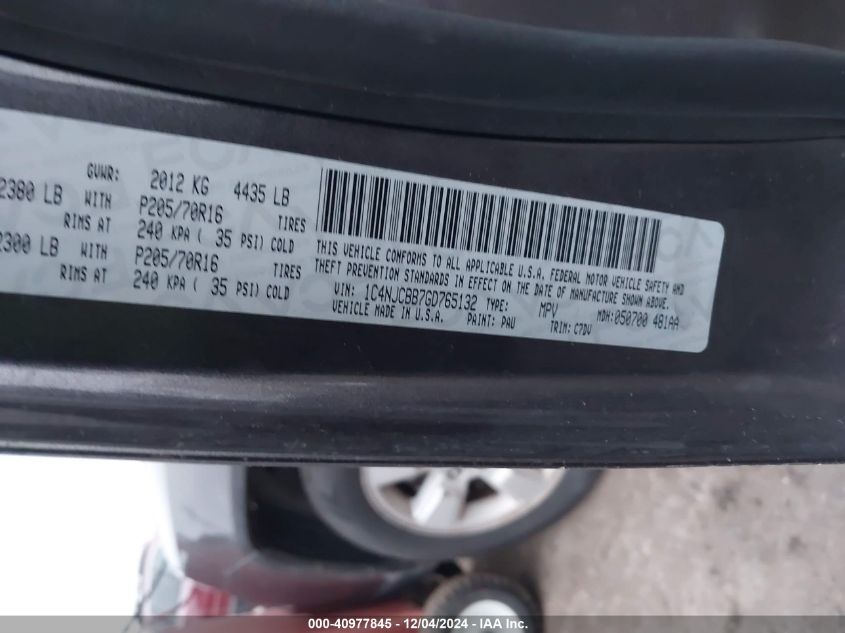 GVWR: 2012 KG 4435 LB
2380 LB WITH P205/70R16 TIRES
RIMS AT 240 KPA ( 35 PSI) COLD
2300 LB WITH P205/70R16 TIRES
RIMS AT 240 KPA ( 35 PSI) COLD
THIS VEHICLE CONFORMS TO ALL APPLICABLE U.S.A. FEDERAL MOTOR VEHICLE SAFETY AND
THEFT PREVENTION STANDARDS IN EFFECT ON THE DATE OF MANUFACTURE SHOWN ABOVE.
VIN: 1C4NJCBB7GD765132 TYPE: MPV MDH:050700 481AA
VEHICLE MADE IN U.S.A. PAINT: PAU TRIM: C7DV
000-40977845 - 12/04/2024 - IAA Inc.